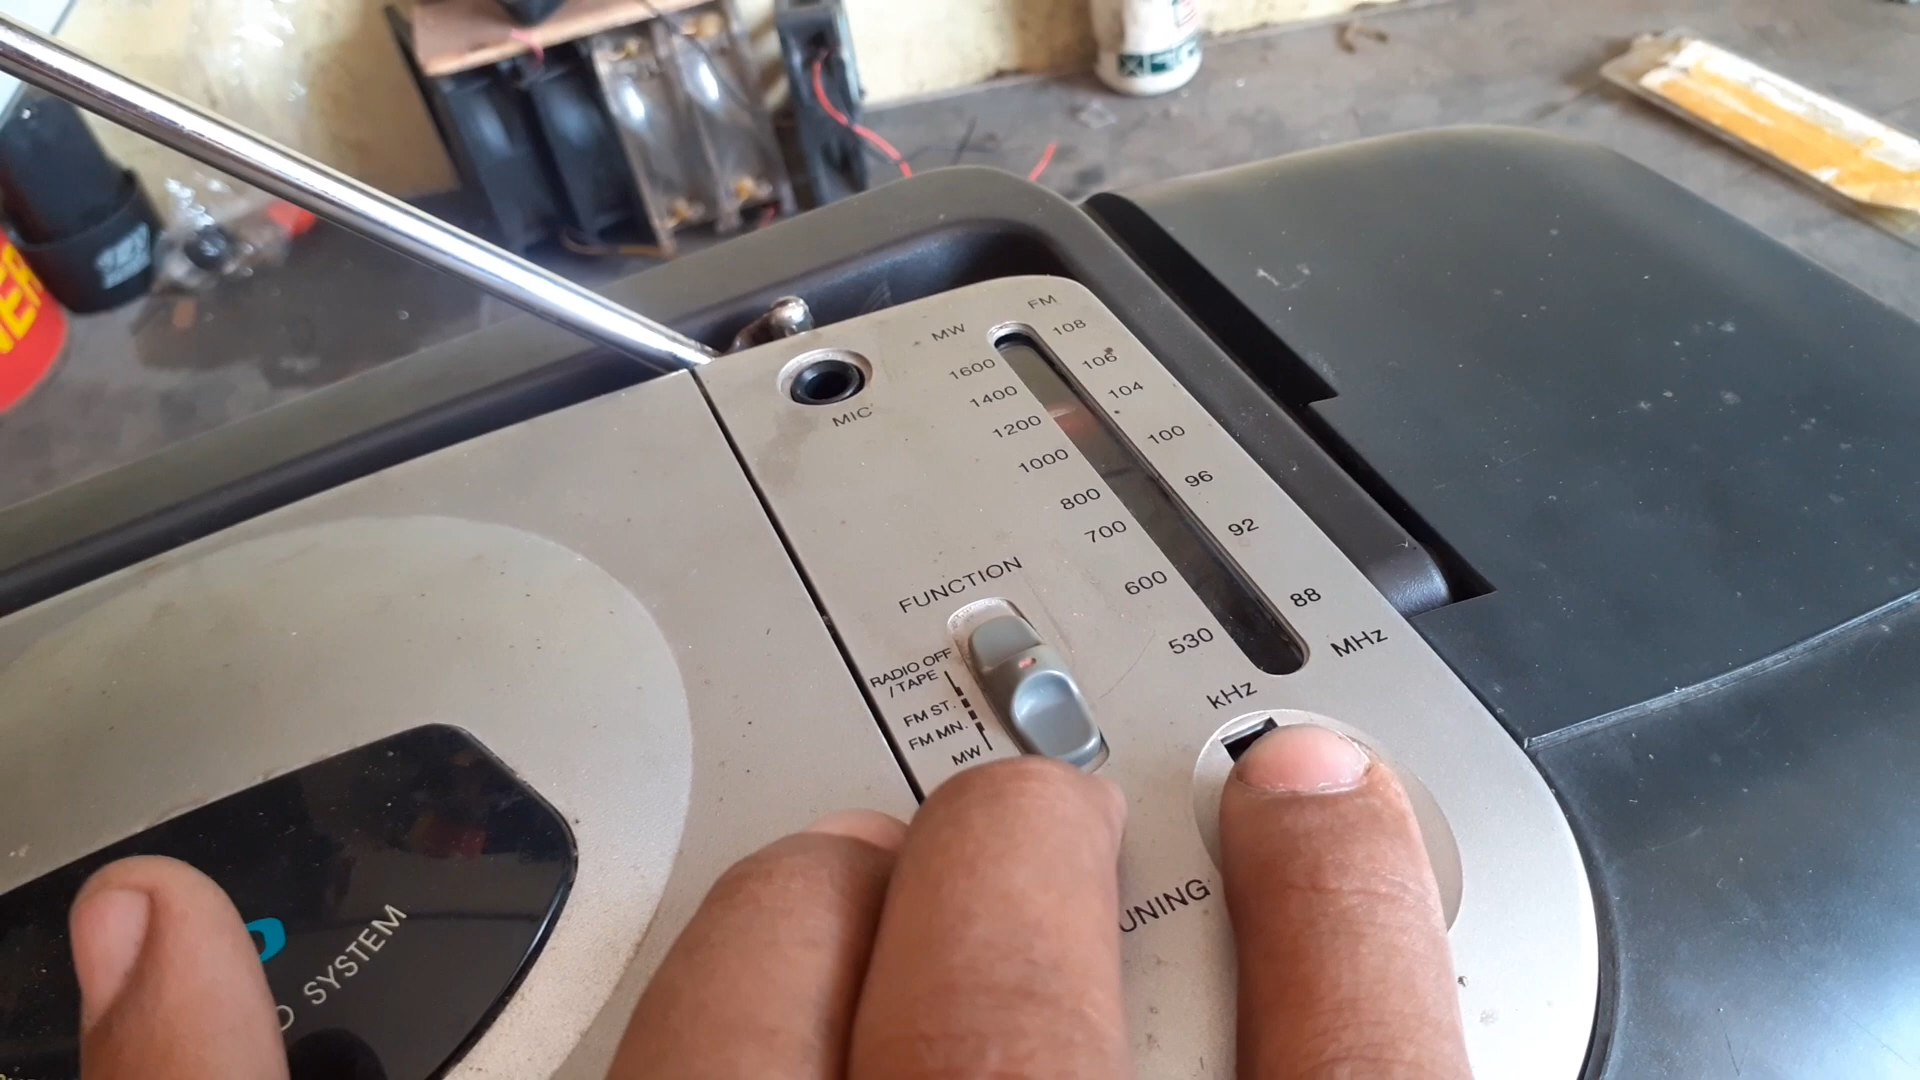 FM
MW
108
1600
106
1400
104
1200
100
1000
96
800
92
700
600
88
530
MHz
kHz
MIC
FUNCTION
RADIO OFF
/ TAPE
FM ST.
FM MN.
MW
UNING
SYSTEM